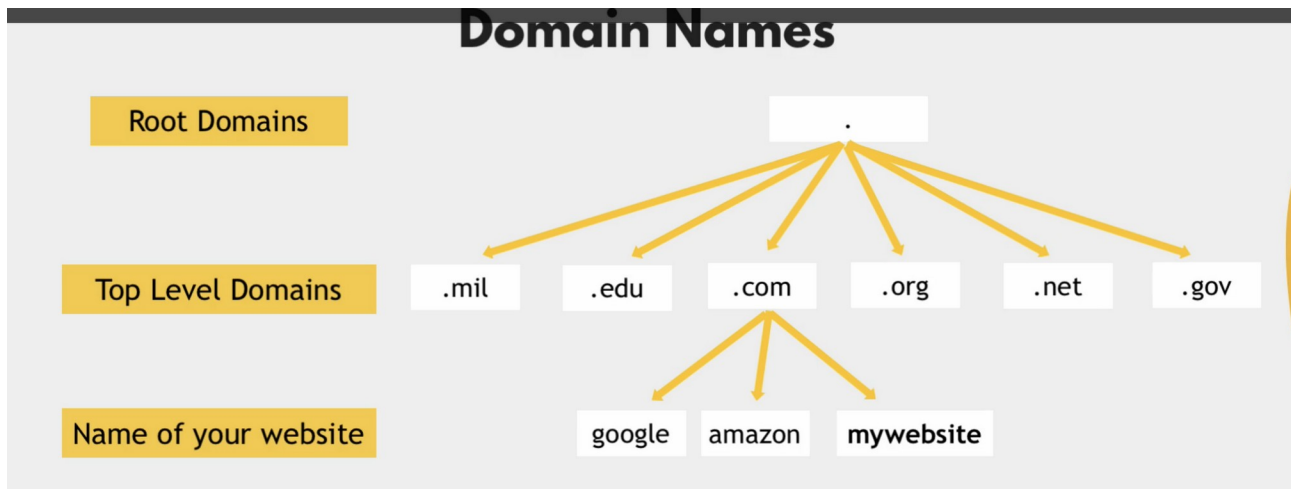 Domain Names
Root Domains
.
Top Level Domains
.mil
.edu
.com
.org
.net
.gov
Name of your website
google
amazon
mywebsite